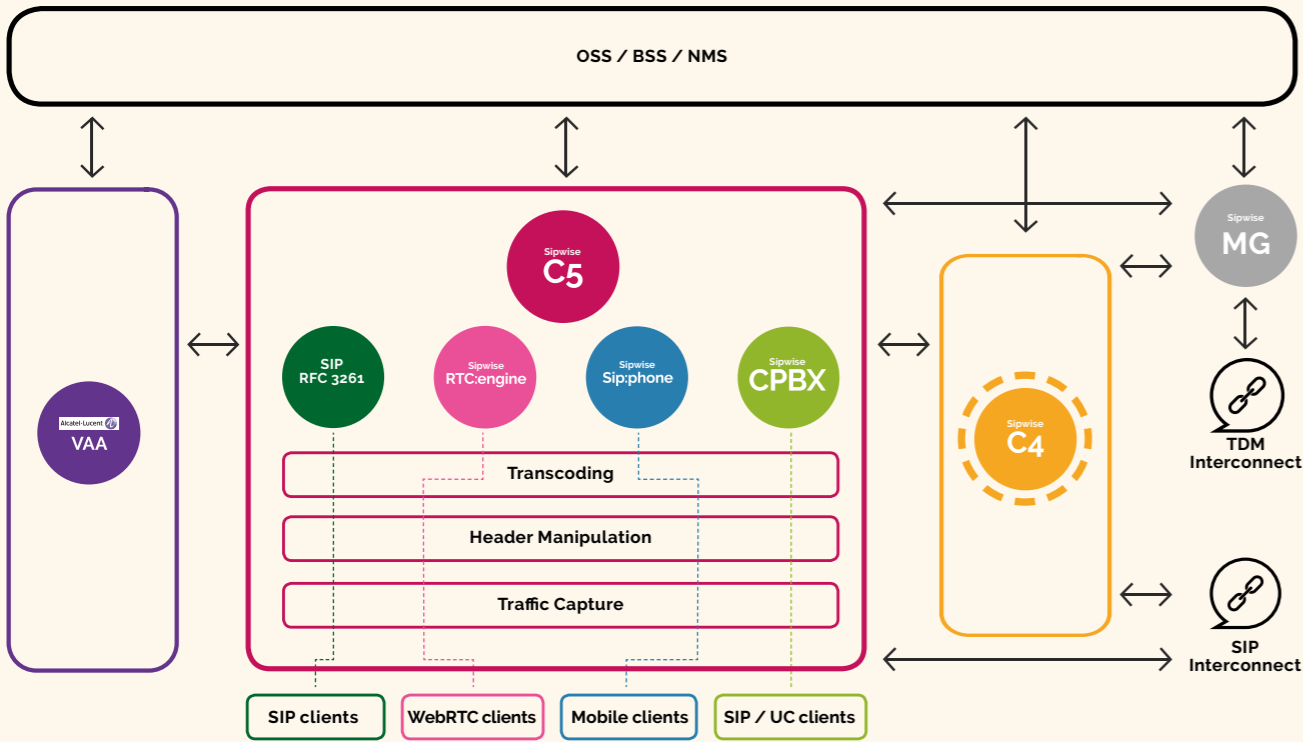 OSS / BSS / NMS
Sipwise
MG
Sipwise
C5
SIP
RFC 3261
Sipwise
RTC:engine
Sipwise
Sip:phone
Sipwise
CPBX
Alcatel-Lucent
VAA
Sipwise
C4
TDM
Interconnect
Transcoding
Header Manipulation
Traffic Capture
SIP
Interconnect
SIP clients
WebRTC clients
Mobile clients
SIP / UC clients